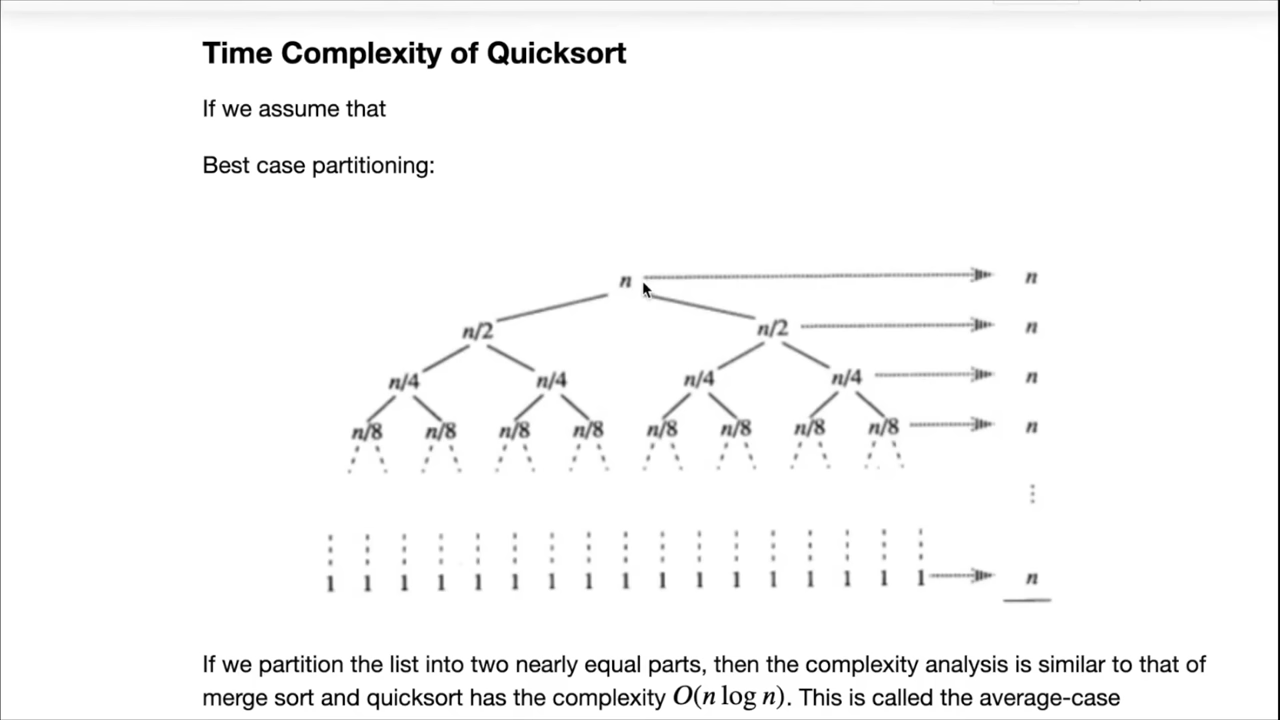 Time Complexity of Quicksort
If we assume that
Best case partitioning:
n n
n/2 n/2 n
n/4 n/4 n/4 n/4 n
n/8 n/8 n/8 n/8 n/8 n/8 n/8 n/8 n
1 1 1 1 1 1 1 1 1 1 1 1 1 1 1 1 1 n
If we partition the list into two nearly equal parts, then the complexity analysis is similar to that of
merge sort and quicksort has the complexity O(n log n). This is called the average-case